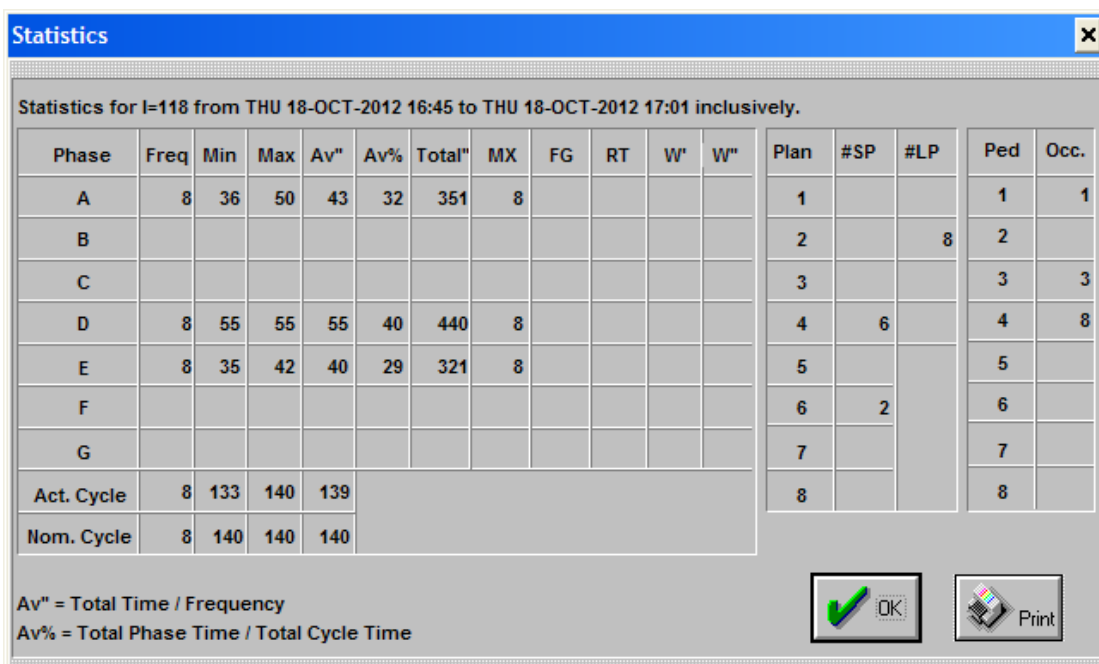 Statistics
Statistics for I=118 from THU 18-OCT-2012 16:45 to THU 18-OCT-2012 17:01 inclusively.
Phase Freq Min Max Av" Av% Total" MX FG RT W' W" Plan #SP #LP Ped Occ.
A 8 36 50 43 32 351 8 1 1 1
B 2 8 2
C 3 3 3
D 8 55 55 55 40 440 8 4 6 4 8
E 8 35 42 40 29 321 8 5 5
F 6 2 6
G 7 7
Act. Cycle 8 133 140 139 8 8
Nom. Cycle 8 140 140 140
Av" = Total Time / Frequency
Av% = Total Phase Time / Total Cycle Time
OK
Print